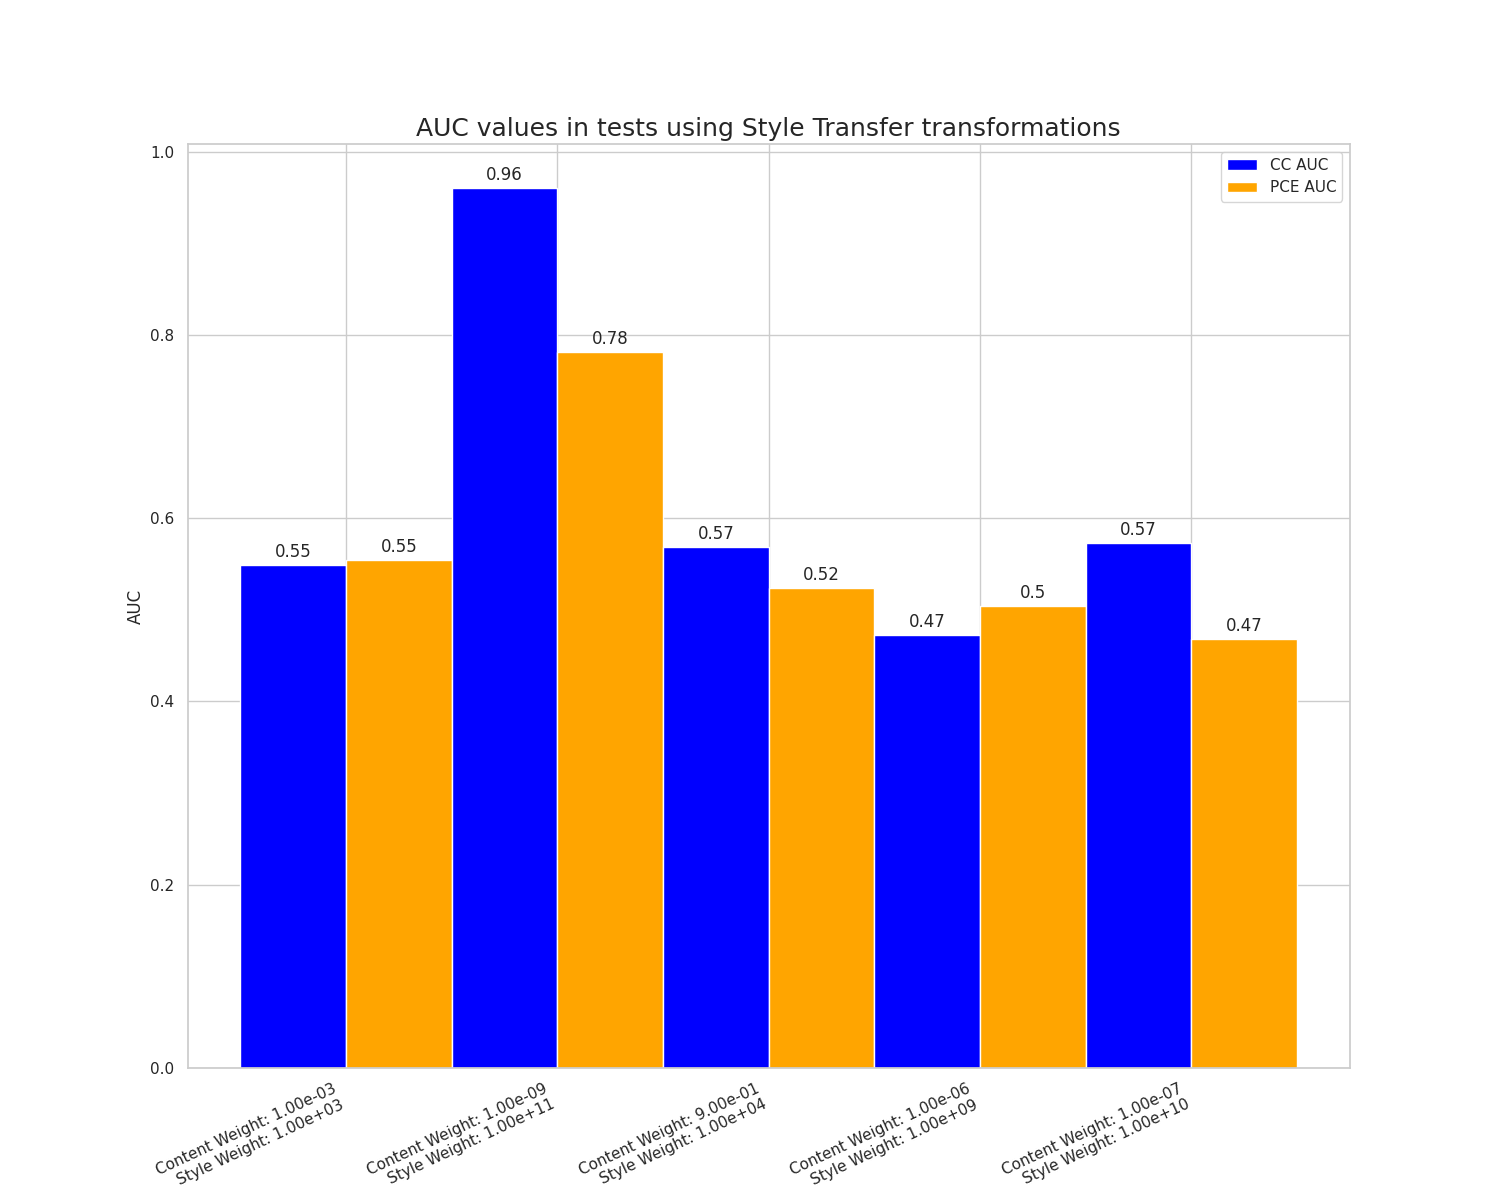 AUC values in tests using Style Transfer transformations
1.0
0.8
0.6
0.4
0.2
0.0
AUC
CC AUC
PCE AUC
0.55
0.55
0.96
0.78
0.57
0.52
0.47
0.5
0.57
0.47
Content Weight: 1.00e-03
Style Weight: 1.00e+03
Content Weight: 1.00e-09
Style Weight: 1.00e+11
Content Weight: 9.00e-01
Style Weight: 1.00e+04
Content Weight: 1.00e-06
Style Weight: 1.00e+09
Content Weight: 1.00e-07
Style Weight: 1.00e+10